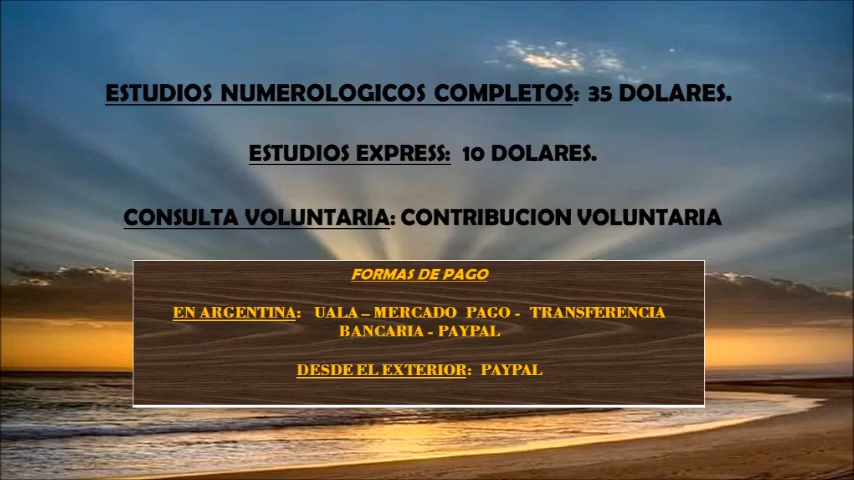 ESTUDIOS NUMEROLOGICOS COMPLETOS: 35 DOLARES.
ESTUDIOS EXPRESS: 10 DOLARES.
CONSULTA VOLUNTARIA: CONTRIBUCION VOLUNTARIA
FORMAS DE PAGO
EN ARGENTINA: UALA – MERCADO PAGO - TRANSFERENCIA
BANCARIA - PAYPAL
DESDE EL EXTERIOR: PAYPAL